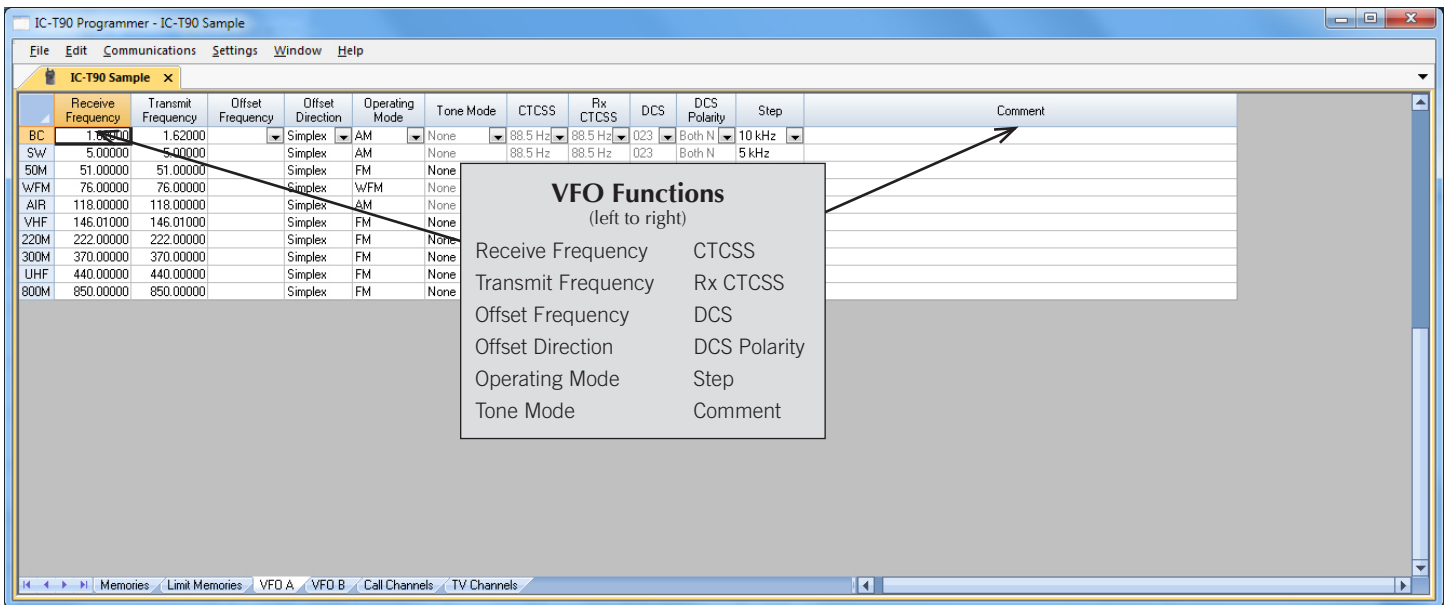 IC-T90 Programmer - IC-T90 Sample
File Edit Communications Settings Window Help
IC-T90 Sample X
Receive Frequency Transmit Frequency Offset Frequency Offset Direction Operating Mode Tone Mode CTCSS Rx CTCSS DCS DCS Polarity Step Comment
BC 1.62000 Simplex AM None 88.5 Hz 88.5 Hz 023 Both N 10 kHz
SW 5.00000 5.00000 Simplex AM None 88.5 Hz 88.5 Hz 023 Both N 5 kHz
50M 51.00000 51.00000 Simplex FM None
WFM 76.00000 76.00000 Simplex WFM None
AIR 118.00000 118.00000 Simplex AM None
VHF 146.01000 146.01000 Simplex FM None
220M 222.00000 222.00000 Simplex FM None
300M 370.00000 370.00000 Simplex FM None
UHF 440.00000 440.00000 Simplex FM None
800M 850.00000 850.00000 Simplex FM None
VFO Functions
(left to right)
Receive Frequency CTCSS
Transmit Frequency Rx CTCSS
Offset Frequency DCS
Offset Direction DCS Polarity
Operating Mode Step
Tone Mode Comment
Memories Limit Memories VFO A VFO B Call Channels TV Channels